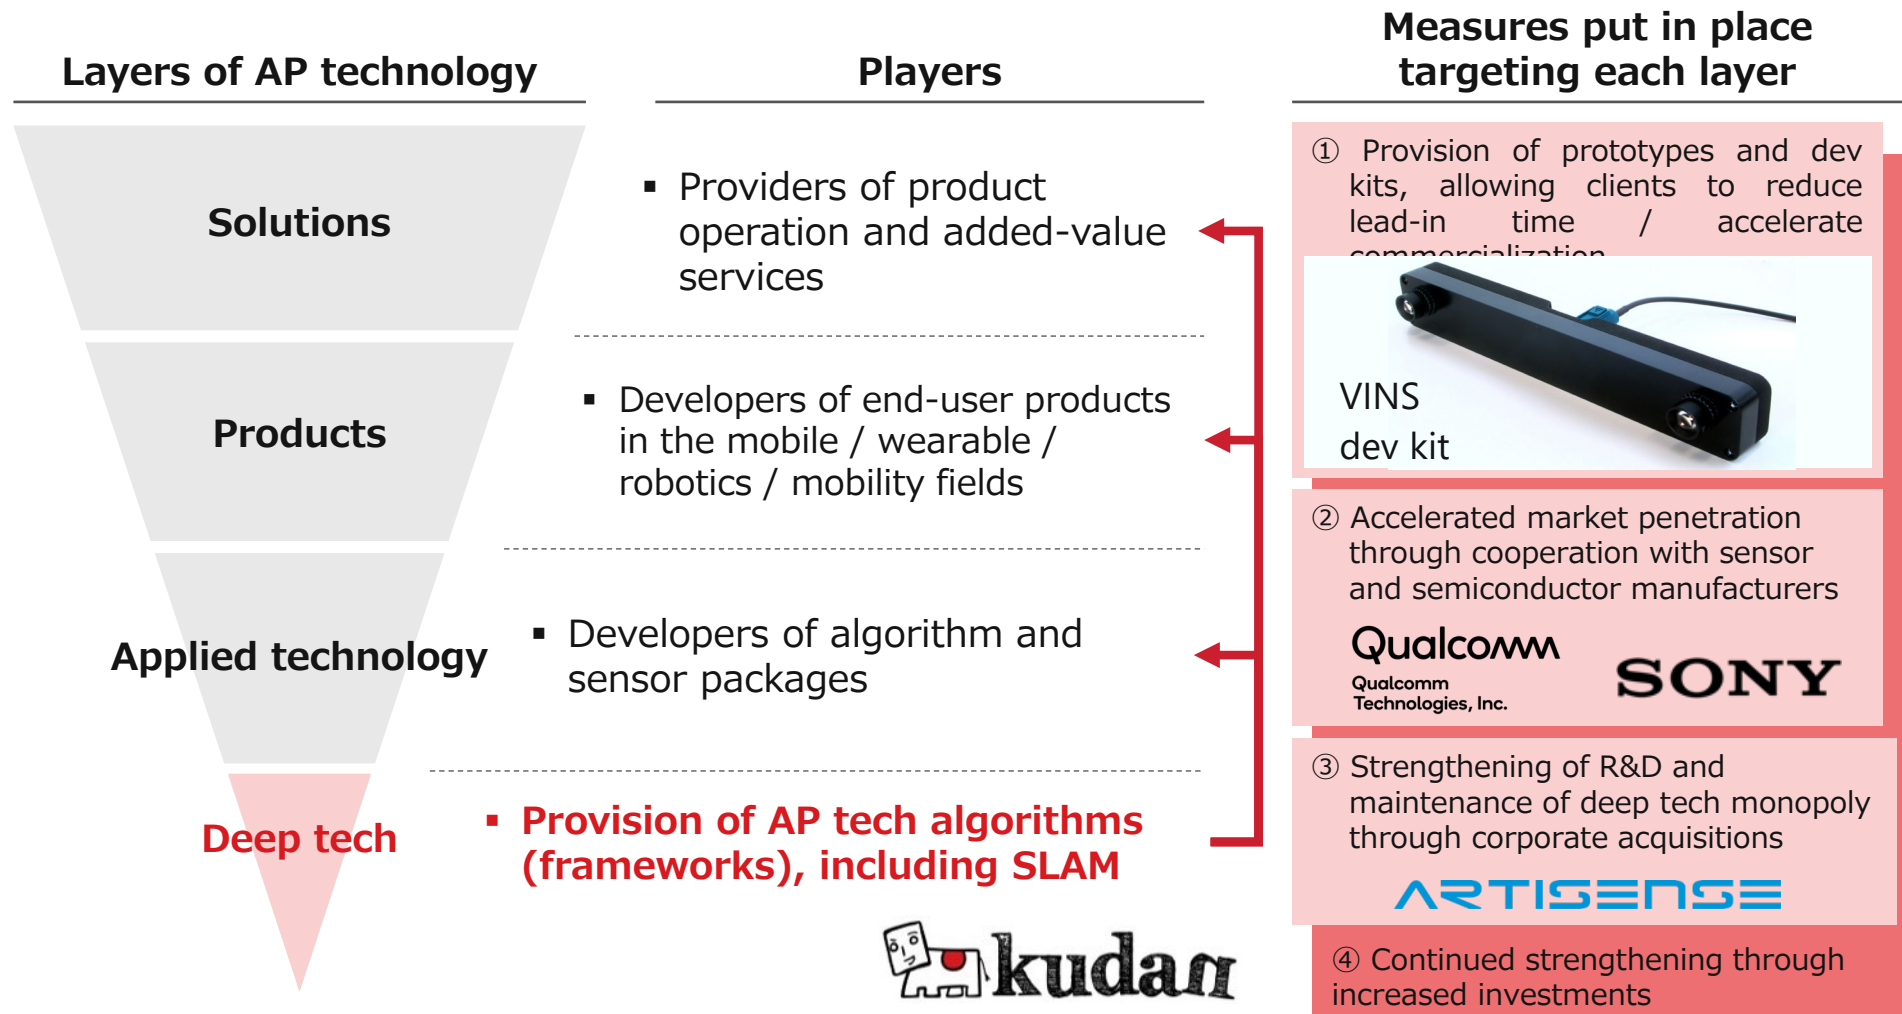 Layers of AP technology
Players
Measures put in place
targeting each layer
Solutions
▪ Providers of product
operation and added-value
services
① Provision of prototypes and dev
kits, allowing clients to reduce
lead-in time / accelerate
commercialization
VINS
dev kit
Products
▪ Developers of end-user products
in the mobile / wearable /
robotics / mobility fields
② Accelerated market penetration
through cooperation with sensor
and semiconductor manufacturers
Qualcomm
Qualcomm
Technologies, Inc.
SONY
Applied technology
▪ Developers of algorithm and
sensor packages
③ Strengthening of R&D and
maintenance of deep tech monopoly
through corporate acquisitions
ARTISENSE
Deep tech
▪ Provision of AP tech algorithms
(frameworks), including SLAM
kudan
④ Continued strengthening through
increased investments